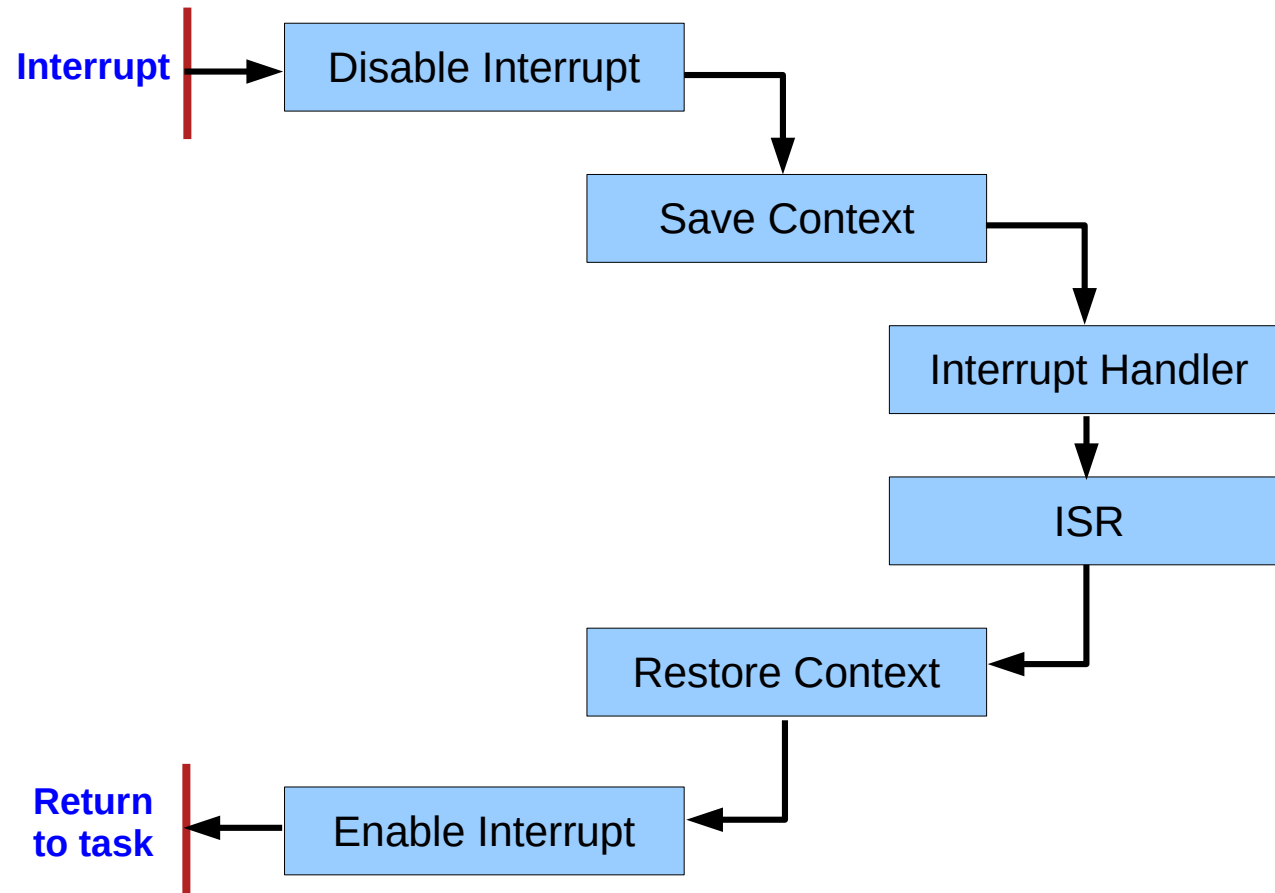 Interrupt
Disable Interrupt
Save Context
Interrupt Handler
ISR
Restore Context
Enable Interrupt
Return
to task